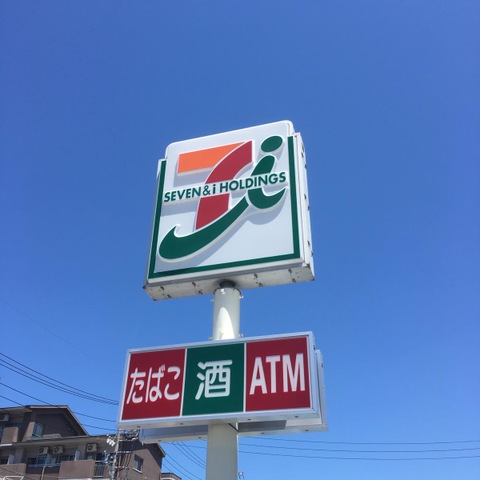 SEVEN & i HOLDINGS
たばこ 酒 ATM